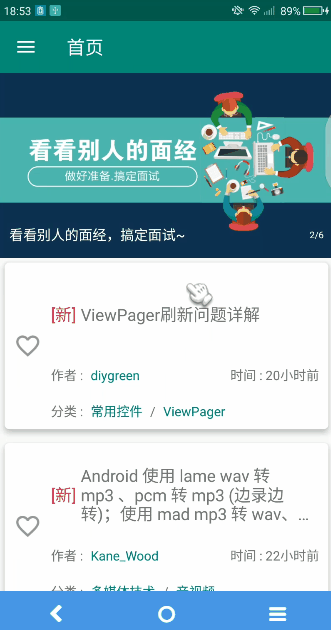 18:53
89%
首页
看看别人的面经
做好准备.搞定面试
看看别人的面经，搞定面试~
2/6
[新] ViewPager刷新问题详解
作者： diygreen 时间 : 20小时前
分类： 常用控件 / ViewPager
Android 使用 lame wav 转
[新] mp3 、pcm 转 mp3 (边录边
转)；使用 mad mp3 转 wav、…
作者： Kane_Wood 时间 : 22小时前
分类： 多媒体技术 / 音视频